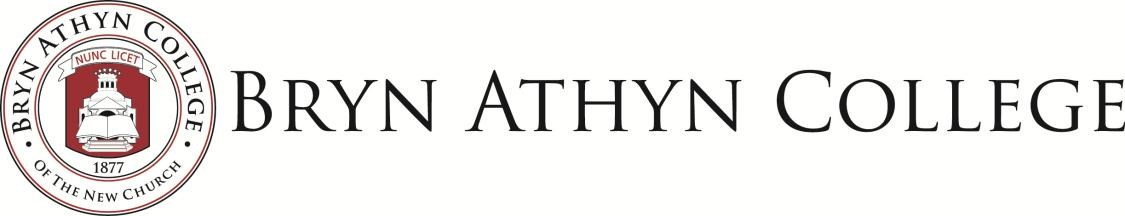 BRYN ATHYN COLLEGE
NUNC LICET
1877
• OF THE NEW CHURCH •
BRYN ATHYN COLLEGE